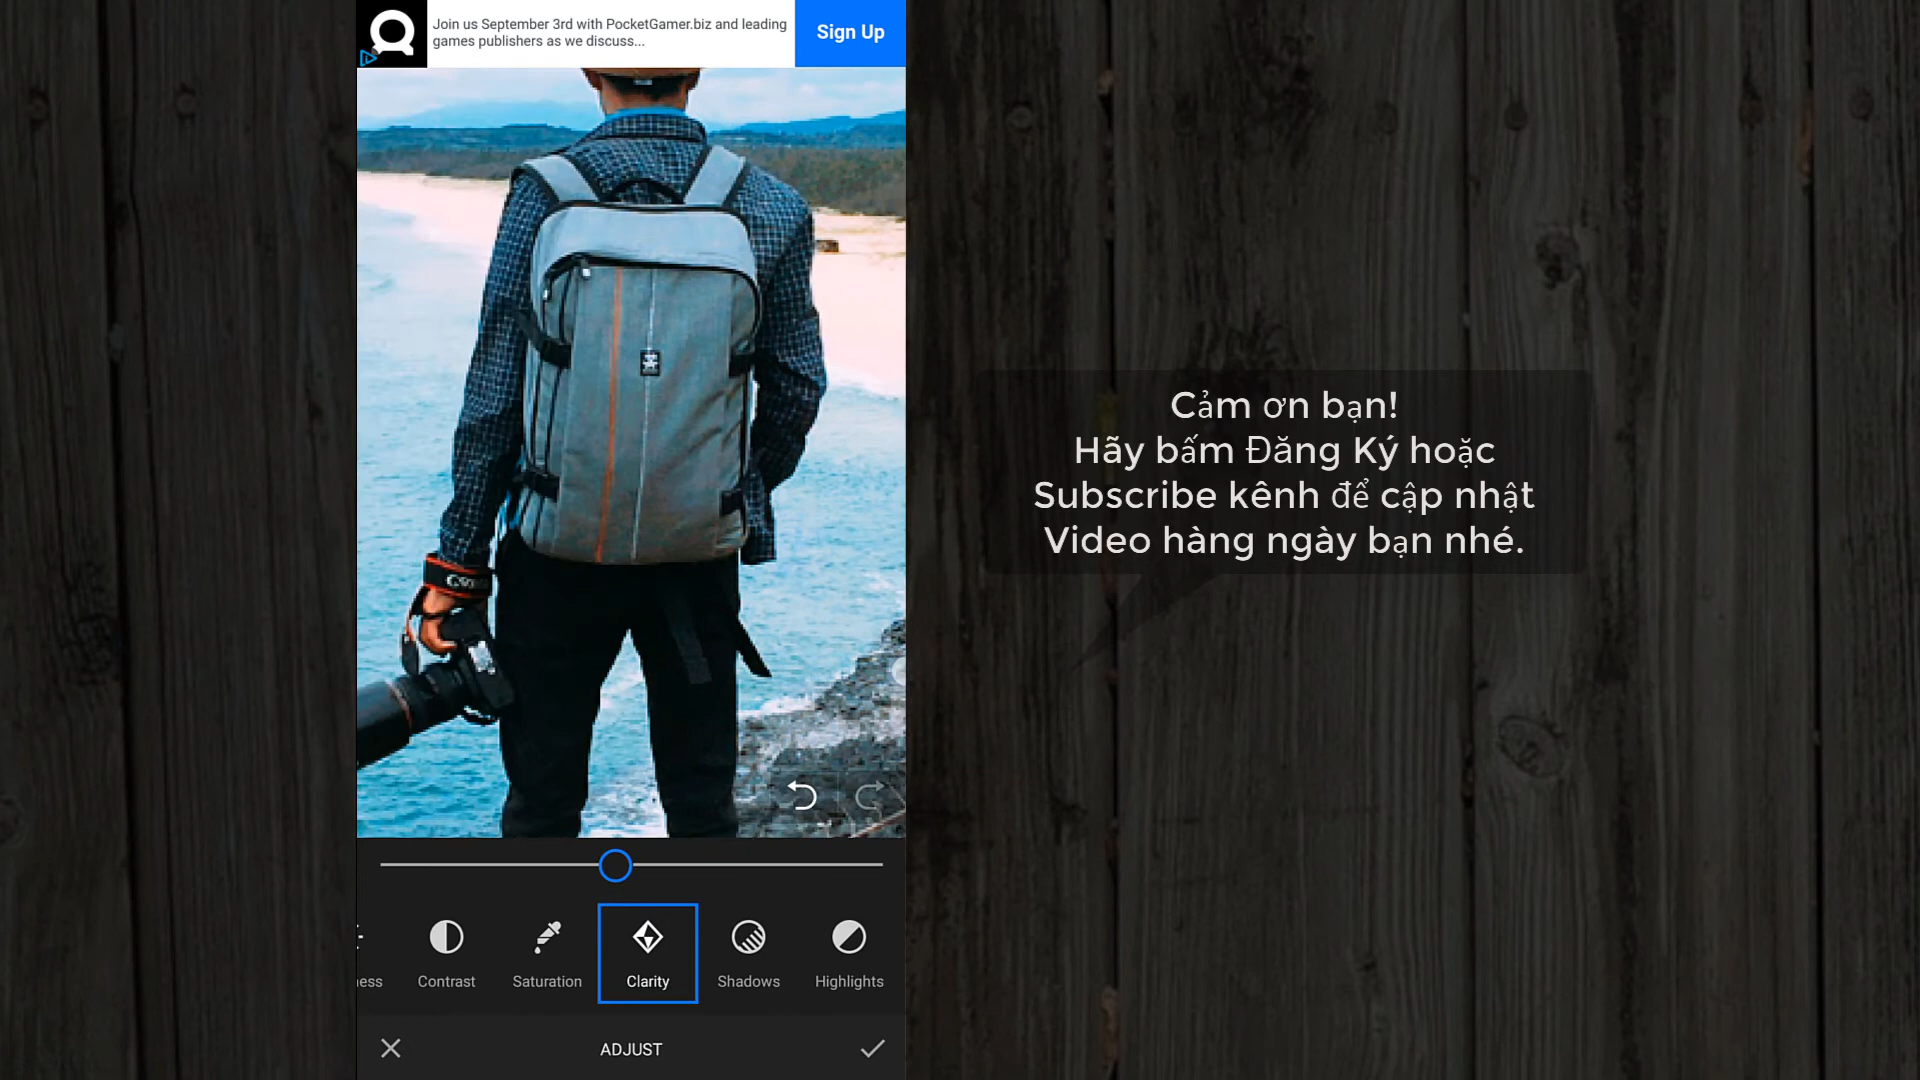 Join us September 3rd with PocketGamer.biz and leading
games publishers as we discuss...
Sign Up
Cảm ơn bạn!
Hãy bấm Đăng Ký hoặc
Subscribe kênh để cập nhật
Video hàng ngày bạn nhé.
ness
Contrast
Saturation
Clarity
Shadows
Highlights
ADJUST